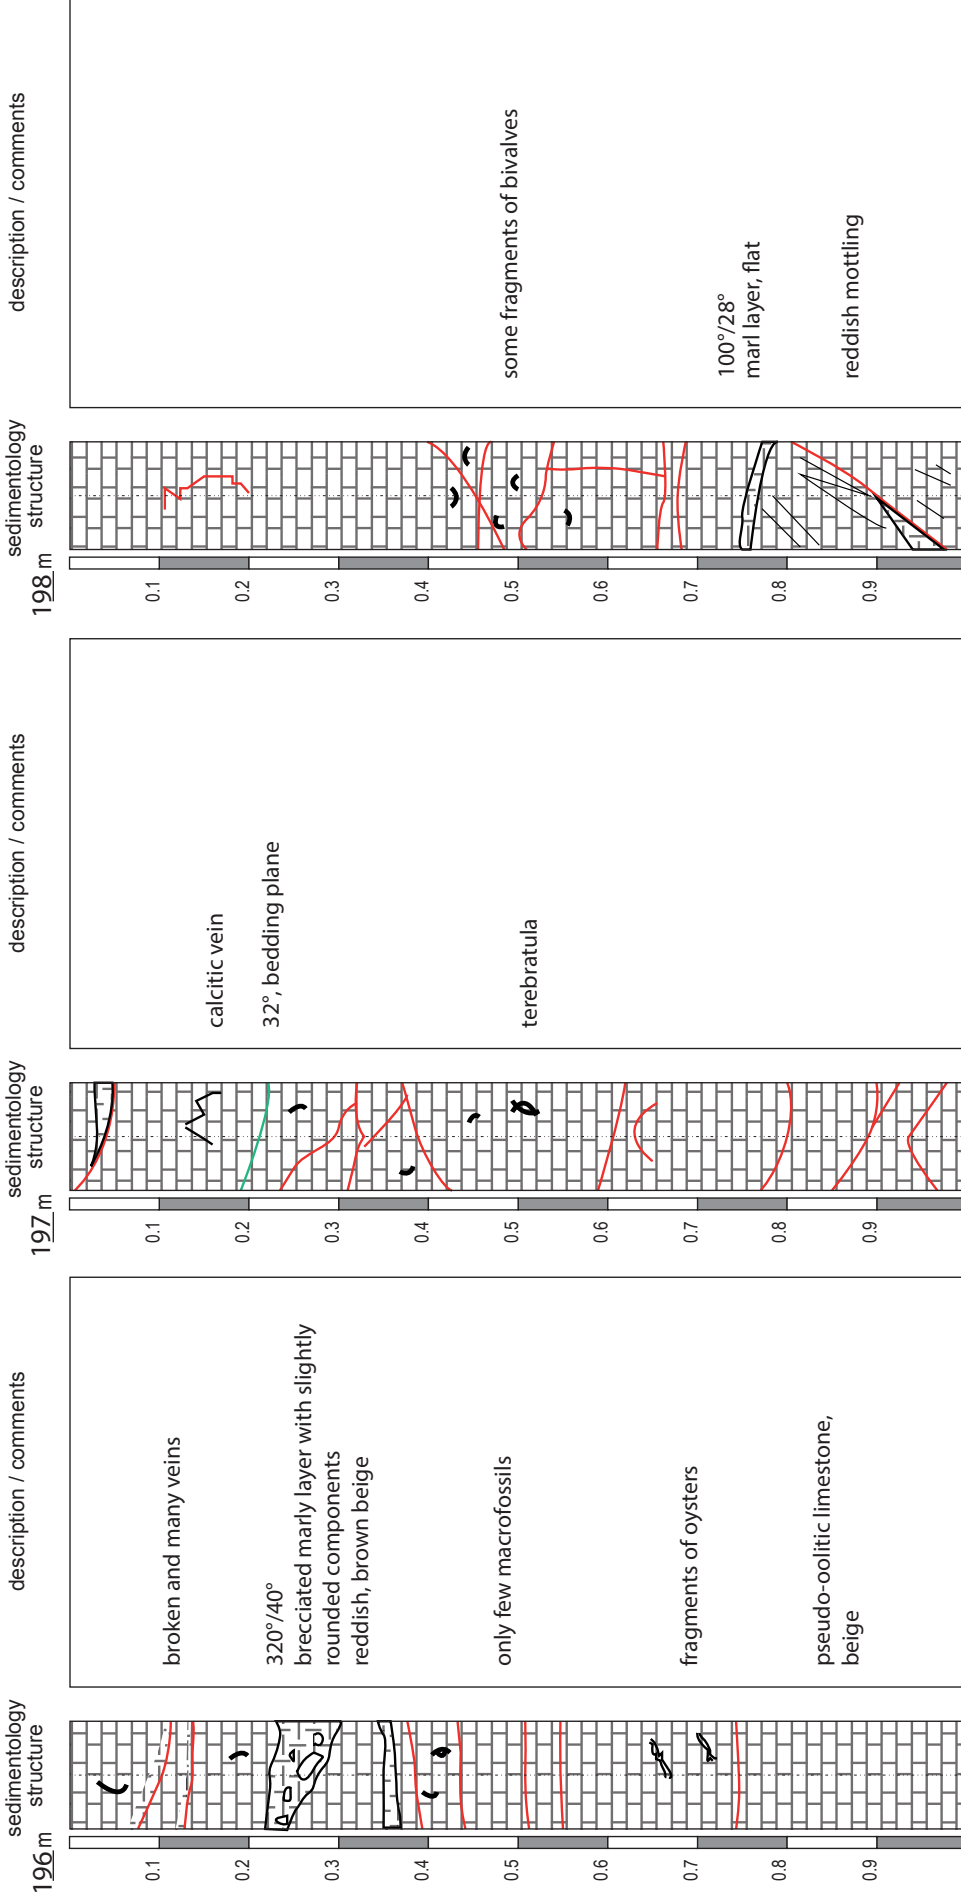 196 m
sedimentology
structure
description / comments
0.1
0.2
0.3
0.4
0.5
0.6
0.7
0.8
0.9
broken and many veins
320°/40°
brecciated marly layer with slightly
rounded components
reddish, brown beige
only few macrofossils
fragments of oysters
pseudo-oolitic limestone,
beige
197 m
sedimentology
structure
description / comments
0.1
0.2
0.3
0.4
0.5
0.6
0.7
0.8
0.9
calcitic vein
32°, bedding plane
terebratula
198 m
sedimentology
structure
description / comments
0.1
0.2
0.3
0.4
0.5
0.6
0.7
0.8
0.9
some fragments of bivalves
100°/28°
marl layer, flat
reddish mottling